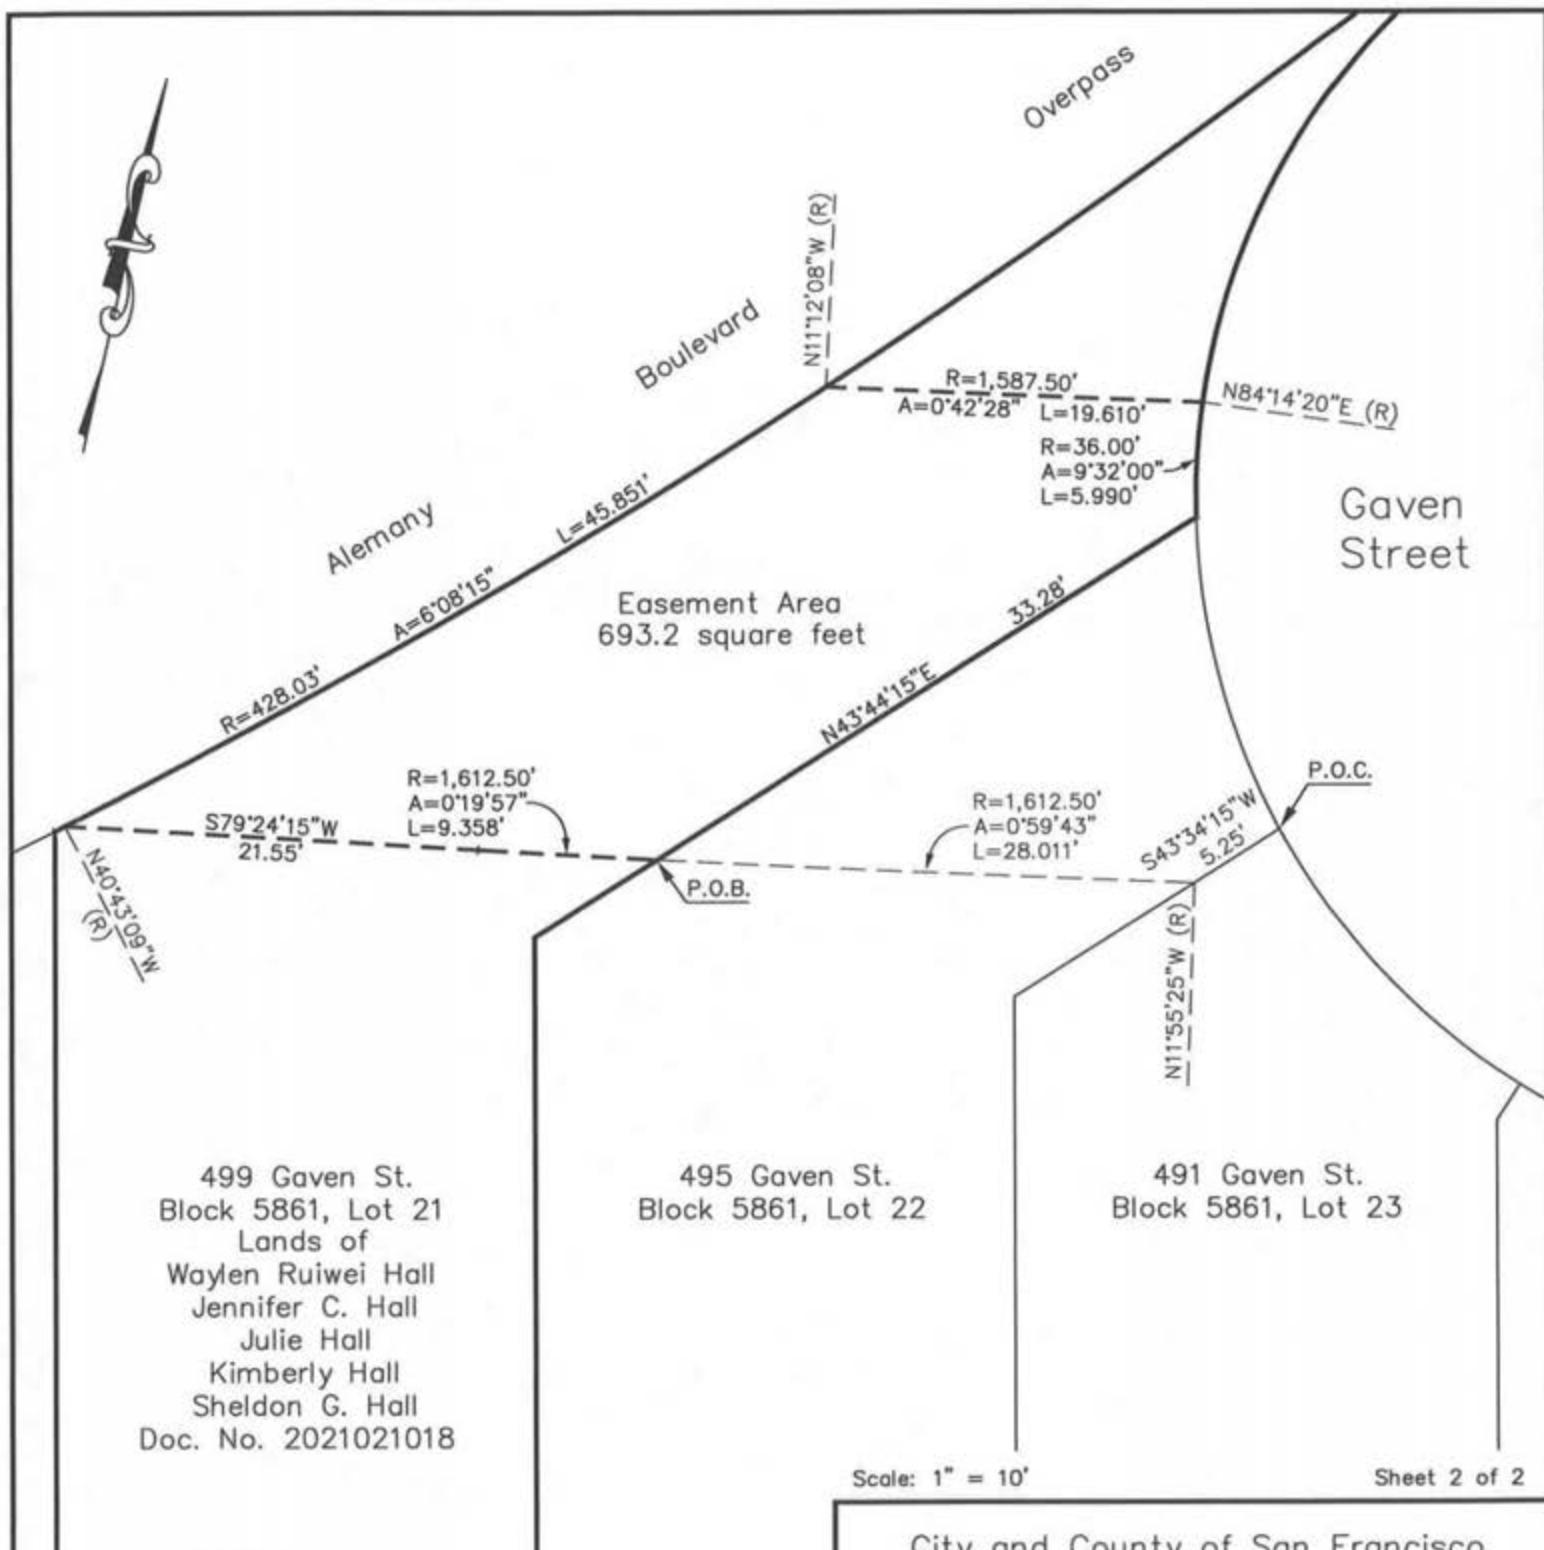 Overpass
N11°12'08"W (R)
Boulevard
R=1,587.50'
A=0°42'28" L=19.610'
N84°14'20"E (R)
R=36.00'
A=9°32'00"
L=5.990'
Gaven
Street
Alemany
L=45.851'
A=6°08'15"
R=428.03'
Easement Area
693.2 square feet
33.28'
N43°44'15"E
P.O.C.
R=1,612.50'
A=0°19'57"
L=9.358'
S79°24'15"W
21.55'
R=1,612.50'
A=0°59'43"
L=28.011'
S43°34'15"W
5.25'
P.O.B.
N40°43'09"W
(R)
N11°55'25"W (R)
499 Gaven St.
Block 5861, Lot 21
Lands of
Waylen Ruiwei Hall
Jennifer C. Hall
Julie Hall
Kimberly Hall
Sheldon G. Hall
Doc. No. 2021021018
495 Gaven St.
Block 5861, Lot 22
491 Gaven St.
Block 5861, Lot 23
Scale: 1" = 10'
Sheet 2 of 2
City and County of San Francisco